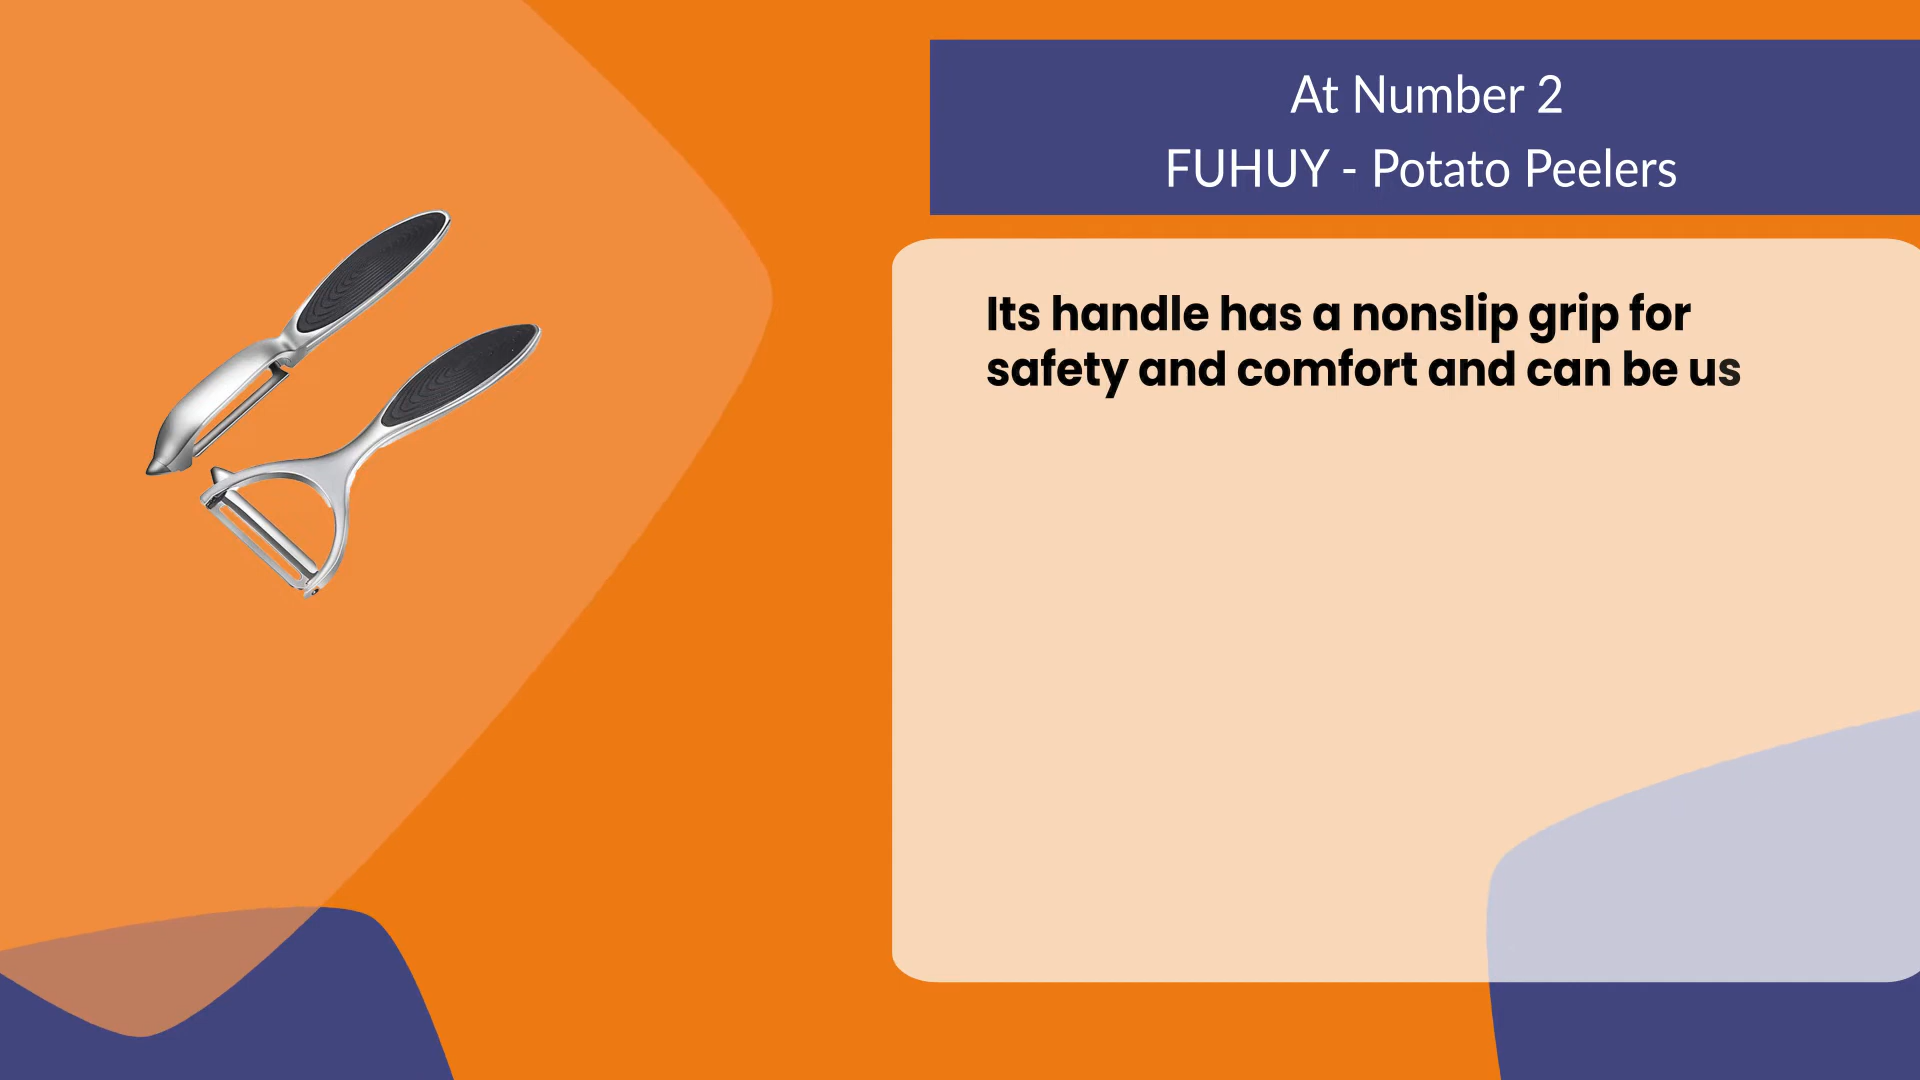 At Number 2
FUHUY - Potato Peelers
Its handle has a nonslip grip for
safety and comfort and can be us